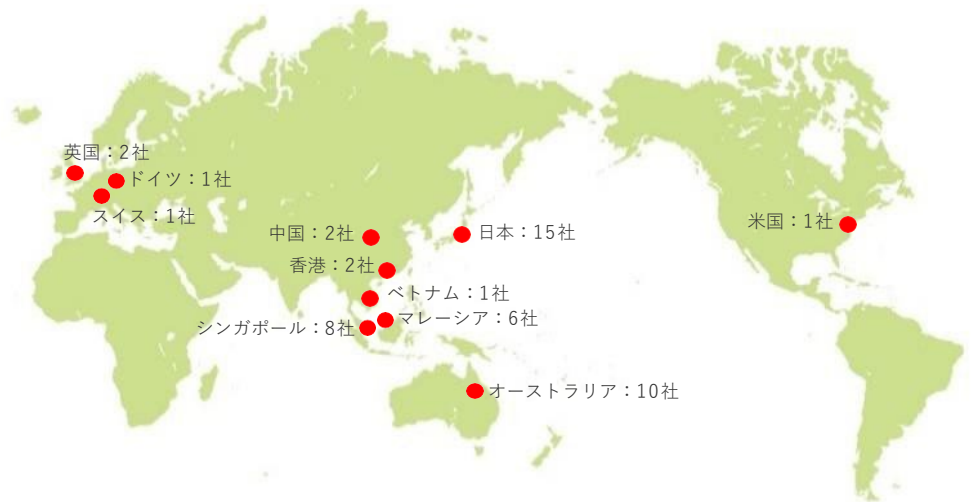 英国：2社
ドイツ：1社
スイス：1社
中国：2社
日本：15社
米国：1社
香港：2社
ベトナム：1社
マレーシア：6社
シンガポール：8社
オーストラリア：10社